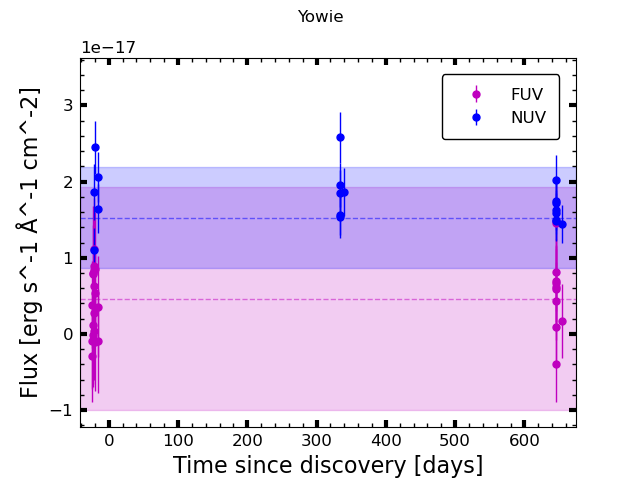 Yowie
1e−17
FUV
NUV
3
2
1
0
−1
Flux [erg s^-1 Å^-1 cm^-2]
0 100 200 300 400 500 600
Time since discovery [days]